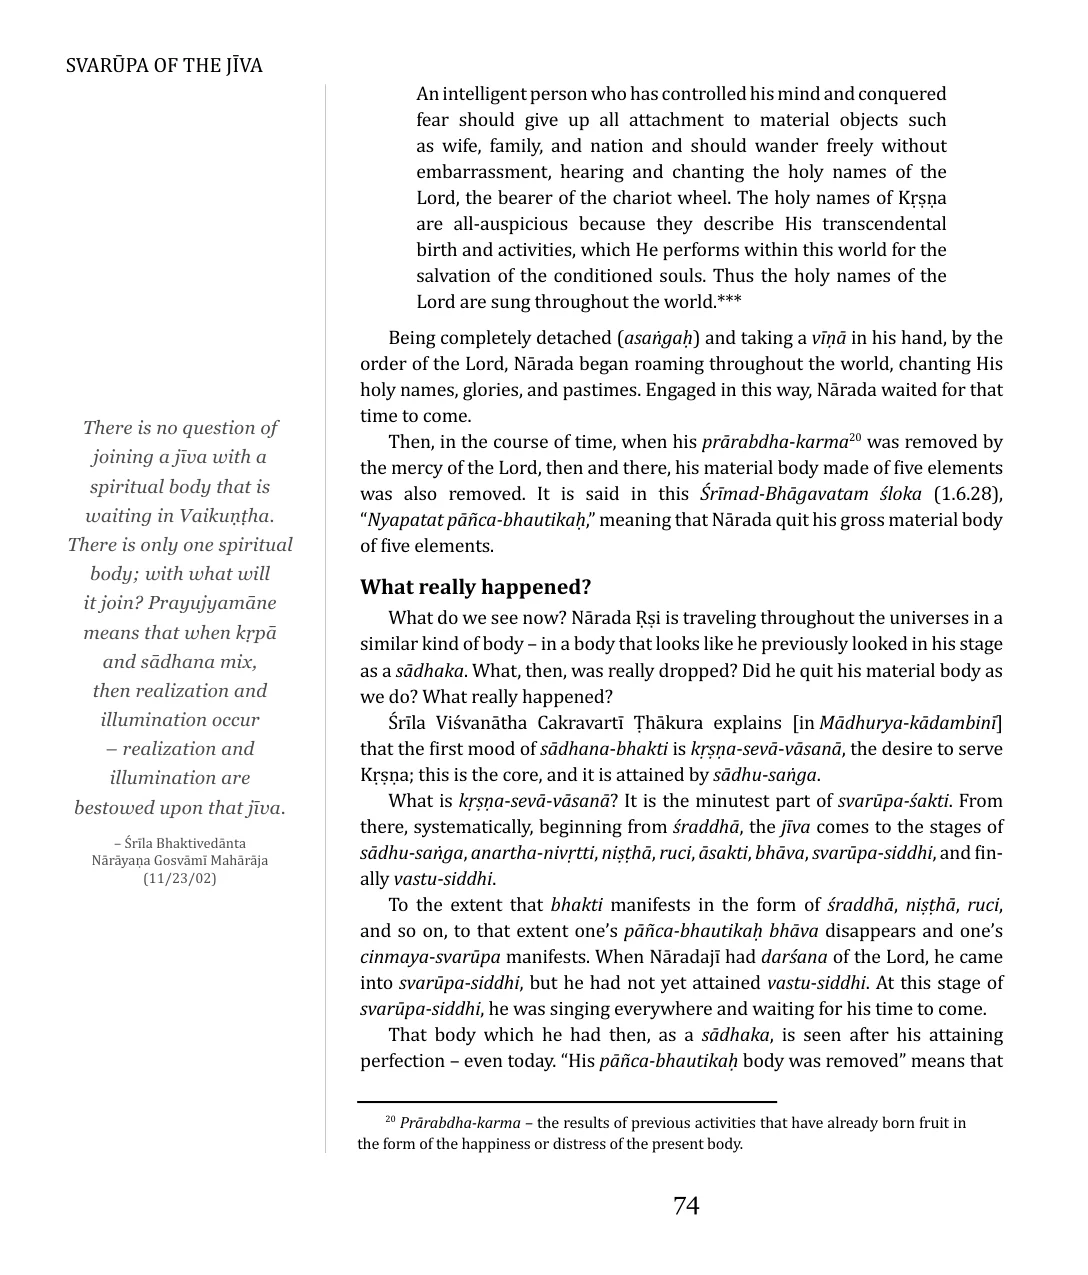 SVARŪPA OF THE JĪVA
An intelligent person who has controlled his mind and conquered
fear should give up all attachment to material objects such
as wife, family, and nation and should wander freely without
embarrassment, hearing and chanting the holy names of the
Lord, the bearer of the chariot wheel. The holy names of Kṛṣṇa
are all-auspicious because they describe His transcendental
birth and activities, which He performs within this world for the
salvation of the conditioned souls. Thus the holy names of the
Lord are sung throughout the world.***
Being completely detached (asaṅgaḥ) and taking a vīṇā in his hand, by the
order of the Lord, Nārada began roaming throughout the world, chanting His
holy names, glories, and pastimes. Engaged in this way, Nārada waited for that
time to come.
Then, in the course of time, when his prārabdha-karma²⁰ was removed by
the mercy of the Lord, then and there, his material body made of five elements
was also removed. It is said in this Śrīmad-Bhāgavatam śloka (1.6.28),
“Nyapatat pāñca-bhautikaḥ,” meaning that Nārada quit his gross material body
of five elements.
What really happened?
What do we see now? Nārada Ṛṣi is traveling throughout the universes in a
similar kind of body – in a body that looks like he previously looked in his stage
as a sādhaka. What, then, was really dropped? Did he quit his material body as
we do? What really happened?
Śrīla Viśvanātha Cakravartī Ṭhākura explains [in Mādhurya-kādambinī]
that the first mood of sādhana-bhakti is kṛṣṇa-sevā-vāsanā, the desire to serve
Kṛṣṇa; this is the core, and it is attained by sādhu-saṅga.
What is kṛṣṇa-sevā-vāsanā? It is the minutest part of svarūpa-śakti. From
there, systematically, beginning from śraddhā, the jīva comes to the stages of
sādhu-saṅga, anartha-nivṛtti, niṣṭhā, ruci, āsakti, bhāva, svarūpa-siddhi, and fin-
ally vastu-siddhi.
To the extent that bhakti manifests in the form of śraddhā, niṣṭhā, ruci,
and so on, to that extent one’s pāñca-bhautikaḥ bhāva disappears and one’s
cinmaya-svarūpa manifests. When Nāradajī had darśana of the Lord, he came
into svarūpa-siddhi, but he had not yet attained vastu-siddhi. At this stage of
svarūpa-siddhi, he was singing everywhere and waiting for his time to come.
That body which he had then, as a sādhaka, is seen after his attaining
perfection – even today. “His pāñca-bhautikaḥ body was removed” means that
There is no question of
joining a jīva with a
spiritual body that is
waiting in Vaikuṇṭha.
There is only one spiritual
body; with what will
it join? Prayujyamāne
means that when kṛpā
and sādhana mix,
then realization and
illumination occur
– realization and
illumination are
bestowed upon that jīva.
– Śrīla Bhaktivedānta
Nārāyaṇa Gosvāmī Mahārāja
(11/23/02)
²⁰ Prārabdha-karma – the results of previous activities that have already born fruit in
the form of the happiness or distress of the present body.
74